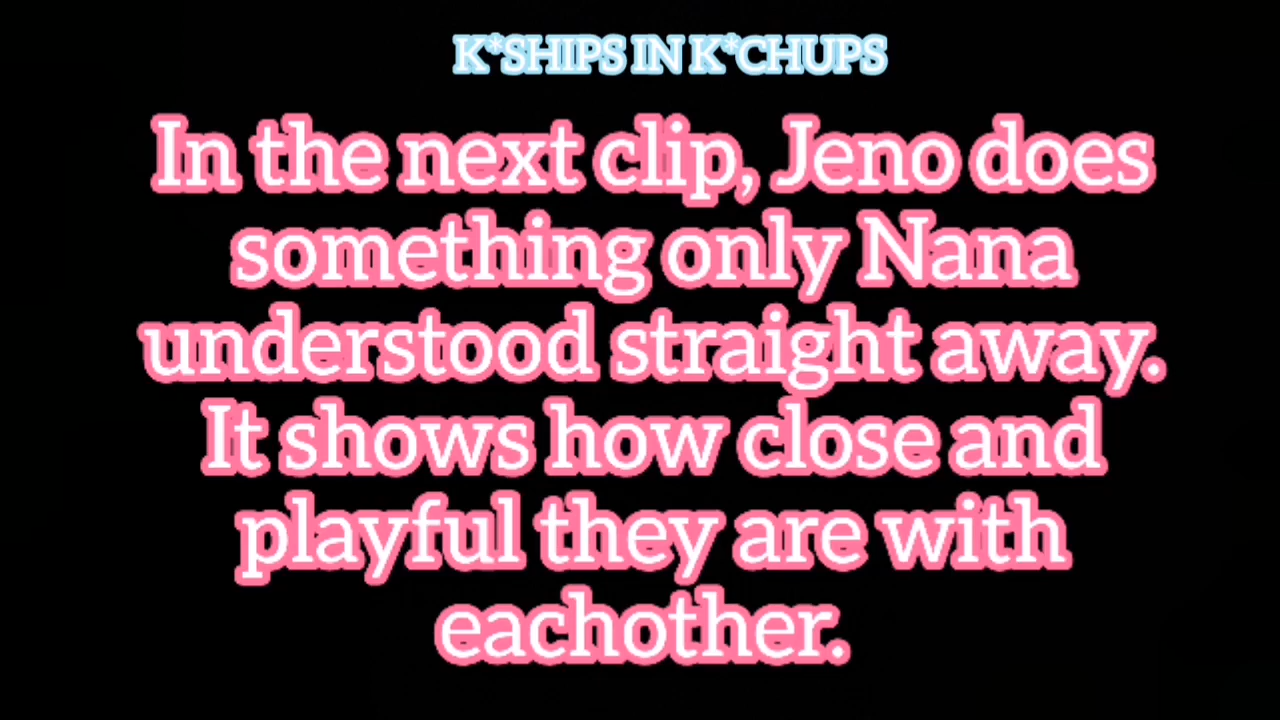 K*SHIPS IN K*CHUPS
In the next clip, Jeno does
something only Nana
understood straight away.
It shows how close and
playful they are with
eachother.